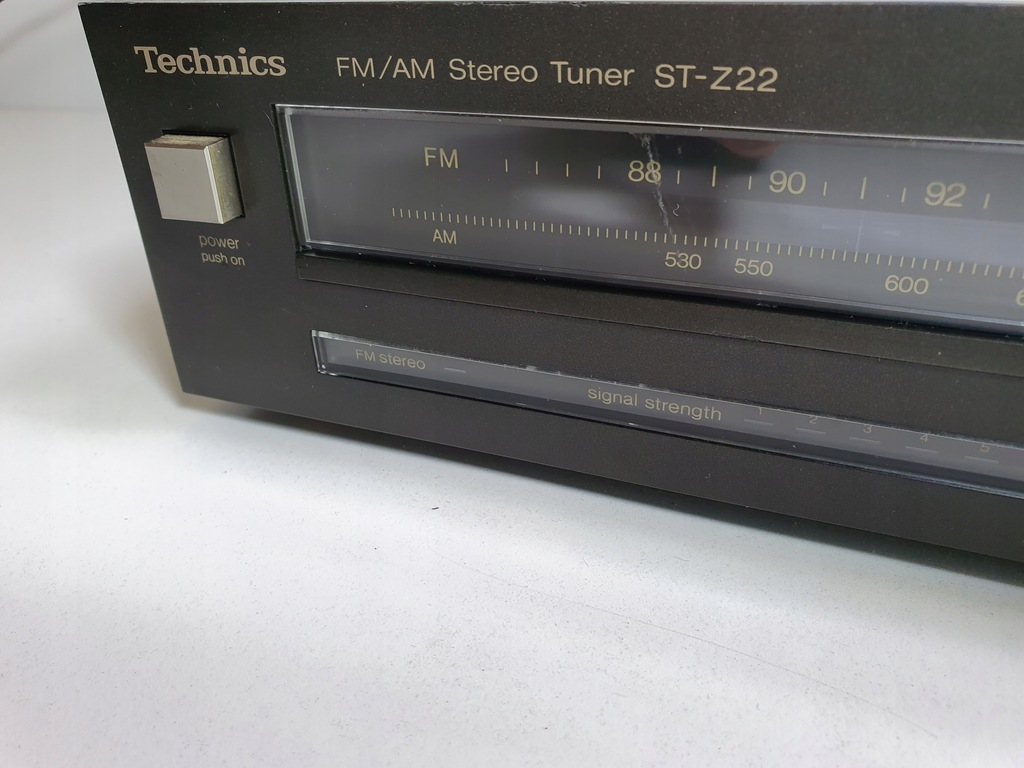 Technics FM/AM Stereo Tuner ST-Z22
FM 88 90 92
AM 530 550 600
power
push on
FM stereo
signal strength 1 2 3 4 5